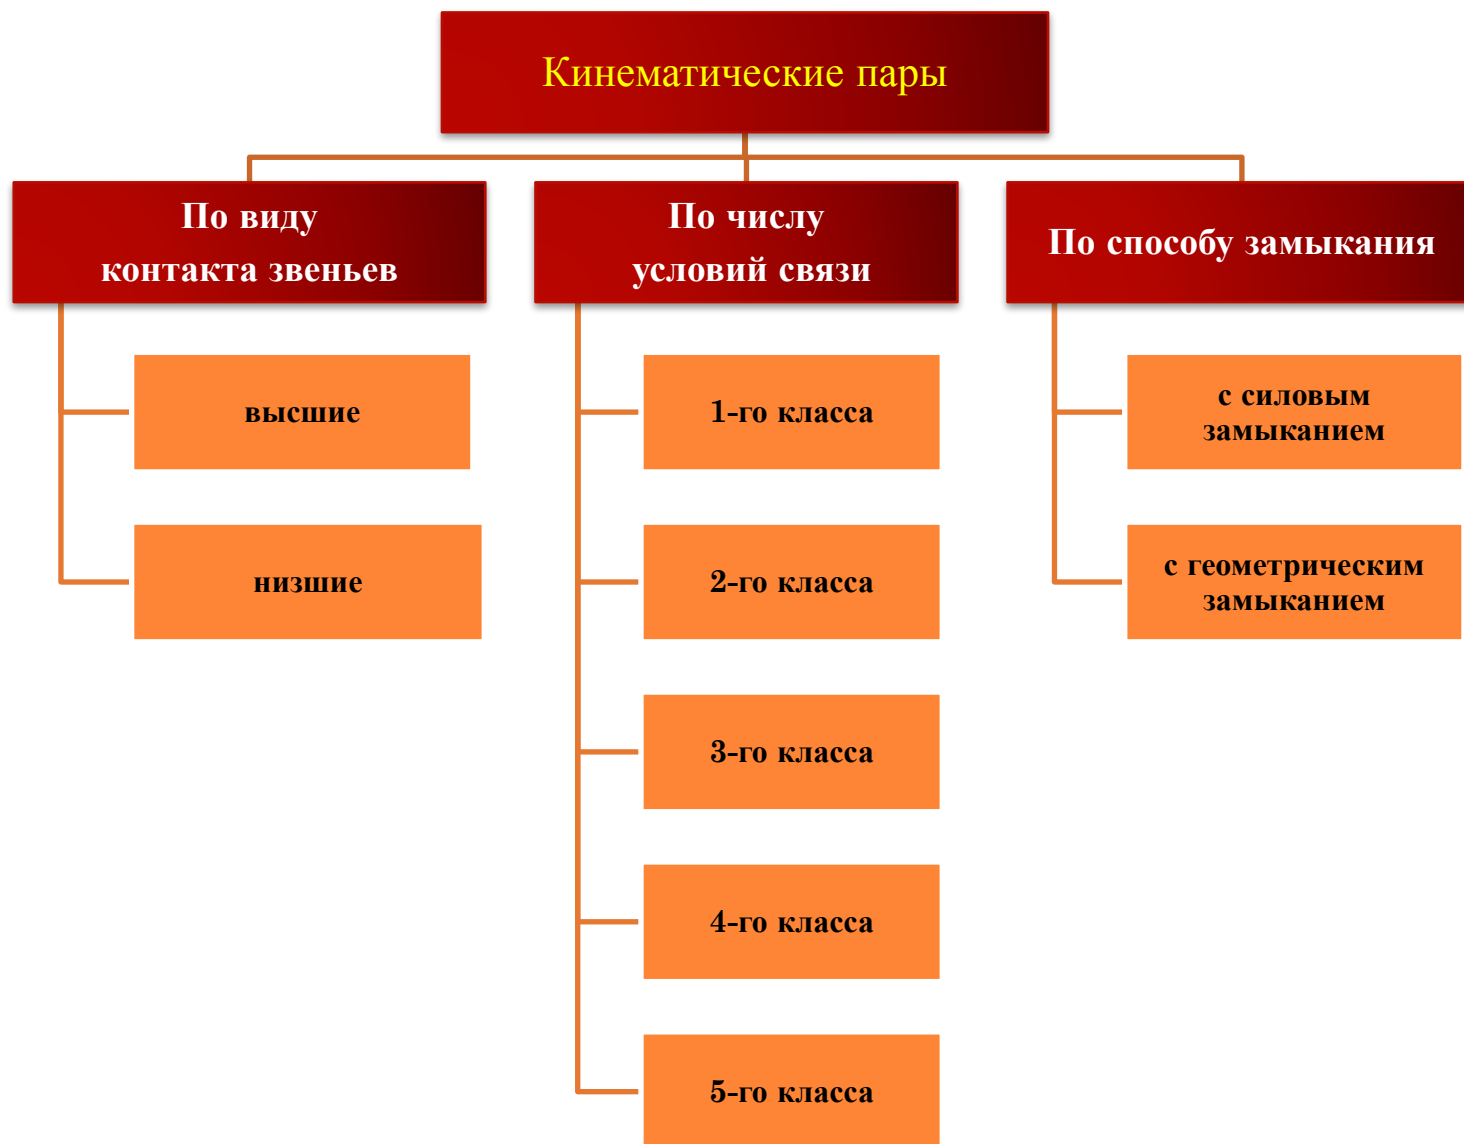 Кинематические пары
По виду
контакта звеньев
высшие
низшие
По числу
условий связи
1-го класса
2-го класса
3-го класса
4-го класса
5-го класса
По способу замыкания
с силовым
замыканием
с геометрическим
замыканием